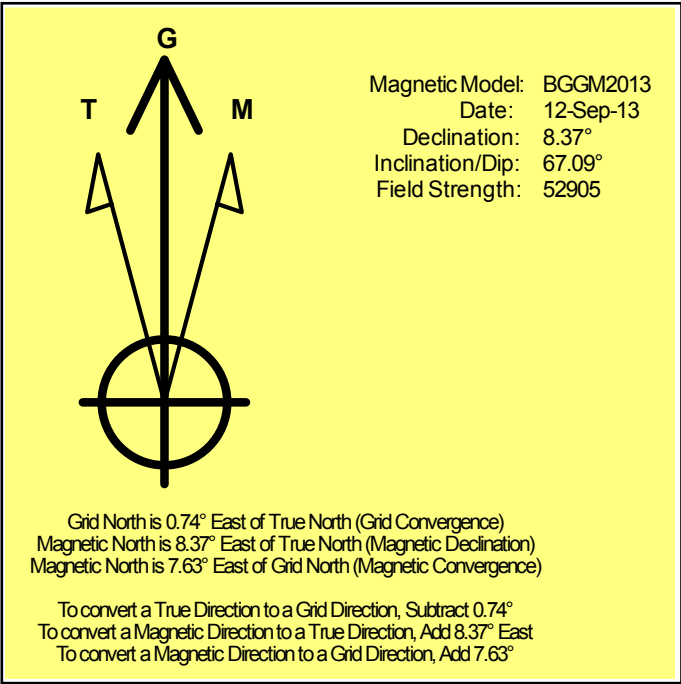 G
T M
Magnetic Model: BGGM2013
Date: 12-Sep-13
Declination: 8.37°
Inclination/Dip: 67.09°
Field Strength: 52905
Grid North is 0.74° East of True North (Grid Convergence)
Magnetic North is 8.37° East of True North (Magnetic Declination)
Magnetic North is 7.63° East of Grid North (Magnetic Convergence)
To convert a True Direction to a Grid Direction, Subtract 0.74°
To convert a Magnetic Direction to a True Direction, Add 8.37° East
To convert a Magnetic Direction to a Grid Direction, Add 7.63°